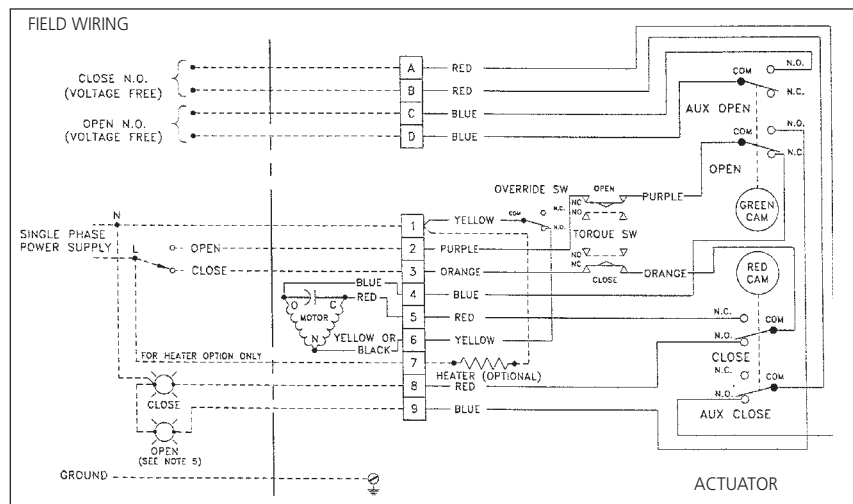 FIELD WIRING
CLOSE N.O.
(VOLTAGE FREE)
OPEN N.O.
(VOLTAGE FREE)
A RED
B RED
C BLUE
D BLUE
COM
N.O.
N.C.
AUX OPEN
COM
N.O.
N.C.
OPEN
GREEN
CAM
OVERRIDE SW
COM
N.C.
N.O.
OPEN
NC
NO
PURPLE
TORQUE SW
NO
NC
CLOSE
ORANGE
RED
CAM
N
SINGLE PHASE
POWER SUPPLY
L
OPEN
CLOSE
1 YELLOW
2 PURPLE
3 ORANGE
BLUE 4 BLUE
RED 5 RED
O C
MOTOR
N
YELLOW OR
BLACK
6 YELLOW
FOR HEATER OPTION ONLY
7
HEATER (OPTIONAL)
8 RED
9 BLUE
N.C.
COM
N.O.
CLOSE
N.C.
COM
N.O.
AUX CLOSE
CLOSE
OPEN
(SEE NOTE 5)
GROUND
ACTUATOR